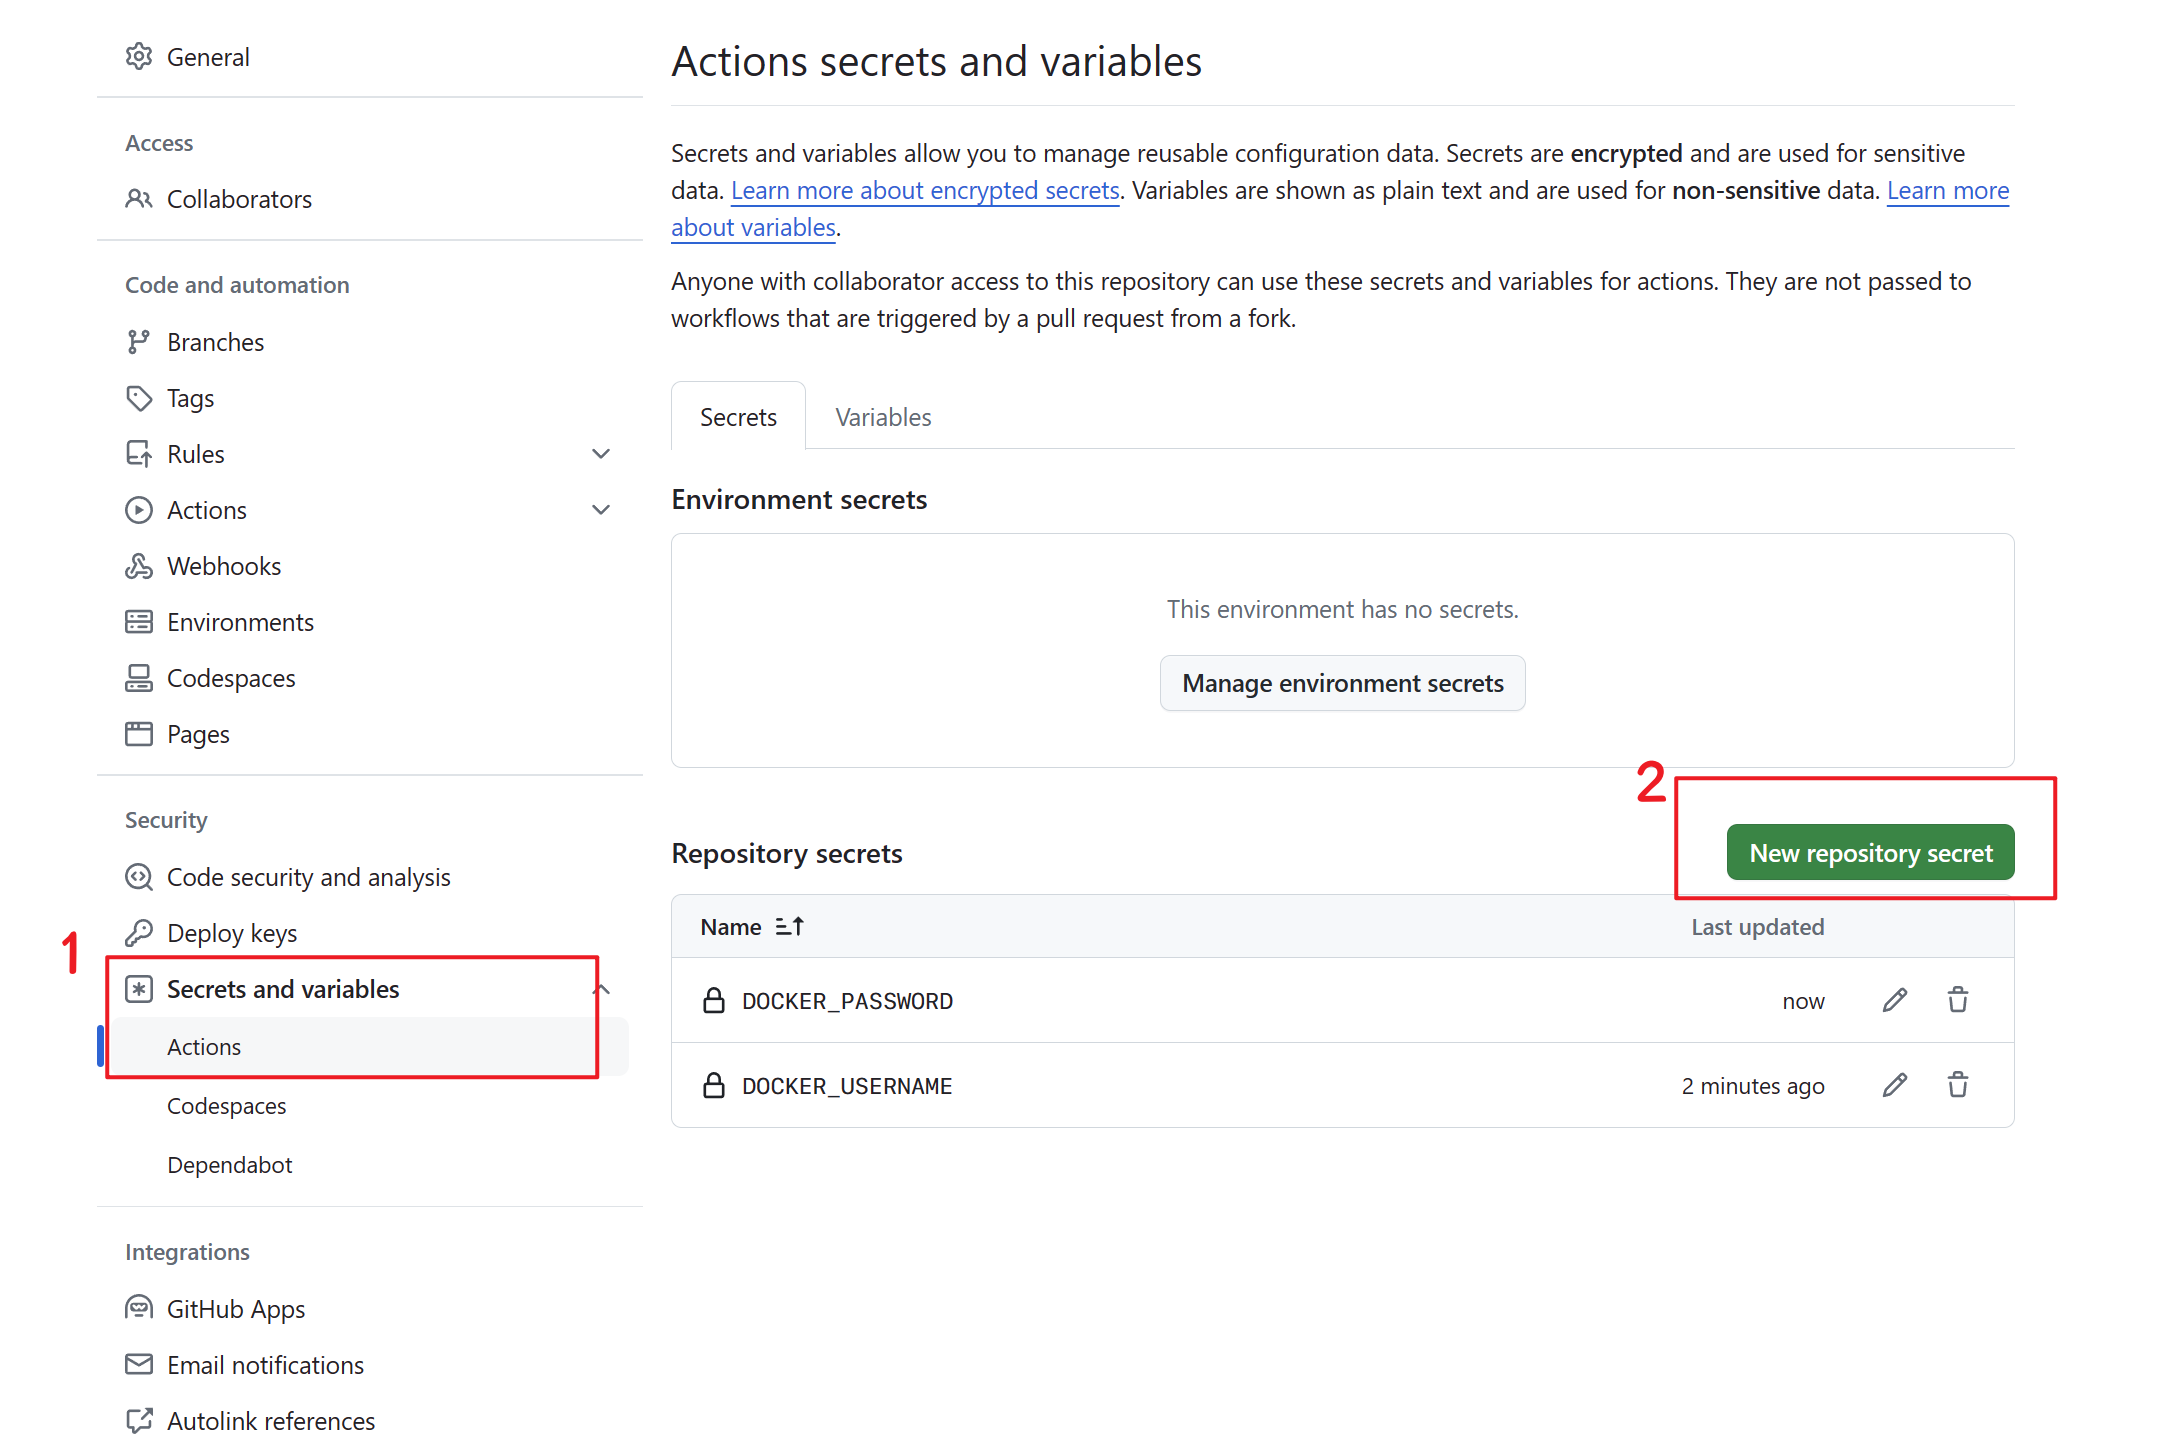 General
Access
Collaborators
Code and automation
Branches
Tags
Rules
Actions
Webhooks
Environments
Codespaces
Pages
Security
Code security and analysis
Deploy keys
1
Secrets and variables
Actions
Codespaces
Dependabot
Integrations
GitHub Apps
Email notifications
Autolink references
Actions secrets and variables
Secrets and variables allow you to manage reusable configuration data. Secrets are encrypted and are used for sensitive
data. Learn more about encrypted secrets. Variables are shown as plain text and are used for non-sensitive data. Learn more
about variables.
Anyone with collaborator access to this repository can use these secrets and variables for actions. They are not passed to
workflows that are triggered by a pull request from a fork.
Secrets Variables
Environment secrets
This environment has no secrets.
Manage environment secrets
2
Repository secrets New repository secret
Name Last updated
DOCKER_PASSWORD now
DOCKER_USERNAME 2 minutes ago